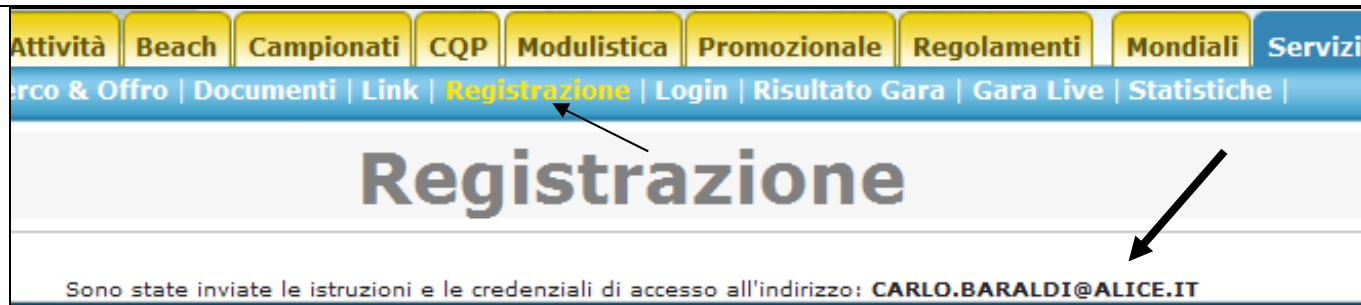 Attività Beach Campionati CQP Modulistica Promozionale Regolamenti Mondiali Servizi
erco & Offro | Documenti | Link | Registrazione | Login | Risultato Gara | Gara Live | Statistiche |
Registrazione
Sono state inviate le istruzioni e le credenziali di accesso all'indirizzo: CARLO.BARALDI@ALICE.IT